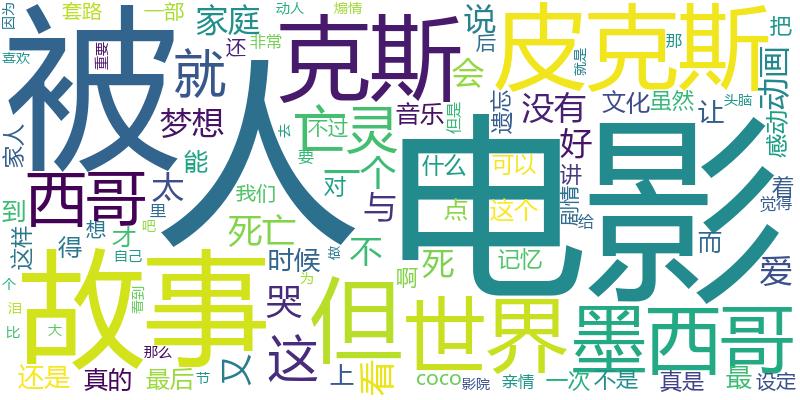 因为 套路 一部 家庭 动人 煽情 说 会 后 皮克斯 那 把
喜欢 被 人 就 还 非常 克斯 就是 动画
重要 梦想 亡灵 音乐 遗忘 没有 文化 虽然 让 头脑 感动
家人 能 不过 但是 好 电影
去 要 一个 什么 可以 讲
西哥 太 我们 对 与 点 这个 剧情 着
到 里 死亡 给 觉得
这样 得 想 才 吧 时候 做 不 啊 死 记忆 而 爱
个 故事 自己 看到 哭 为 但 世界 墨西哥
泪 比 大 那么 这 看
还是 真的 最后 节 又 上 coco 影院 亲情 一次 不是 真是 最 设定